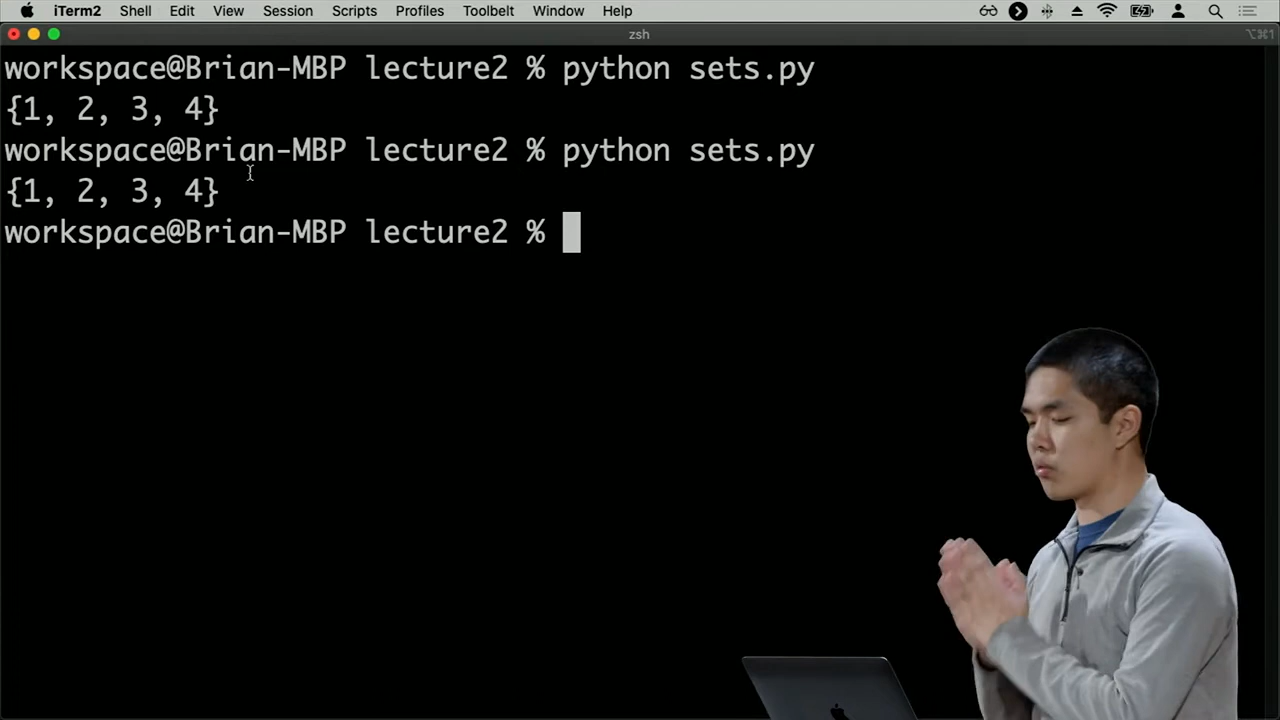 iTerm2 Shell Edit View Session Scripts Profiles Toolbelt Window Help
zsh
⌥⌘1
workspace@Brian-MBP lecture2 % python sets.py
{1, 2, 3, 4}
workspace@Brian-MBP lecture2 % python sets.py
{1, 2, 3, 4}
workspace@Brian-MBP lecture2 %